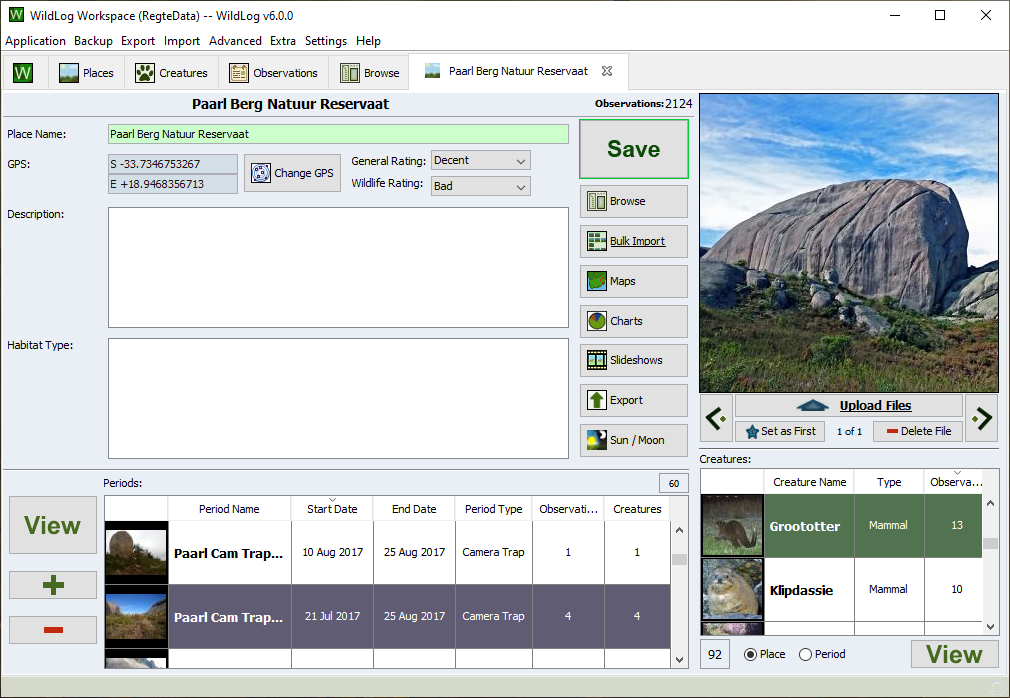 WildLog Workspace (RegteData) -- WildLog v6.0.0
Application Backup Export Import Advanced Extra Settings Help
W Places Creatures Observations Browse Paarl Berg Natuur Reservaat
Paarl Berg Natuur Reservaat
Observations: 2124
Place Name: Paarl Berg Natuur Reservaat
GPS: S -33.7346753267
E +18.9468356713
Change GPS
General Rating: Decent
Wildlife Rating: Bad
Description:
Habitat Type:
Save
Browse
Bulk Import
Maps
Charts
Slideshows
Export
Sun / Moon
Upload Files
Set as First 1 of 1 Delete File
Periods: 60
View
Period Name Start Date End Date Period Type Observati... Creatures
Paarl Cam Trap... 10 Aug 2017 25 Aug 2017 Camera Trap 1 1
Paarl Cam Trap... 21 Jul 2017 25 Aug 2017 Camera Trap 4 4
Creatures:
Creature Name Type Observa...
Groototter Mammal 13
Klipdassie Mammal 10
92 Place Period View